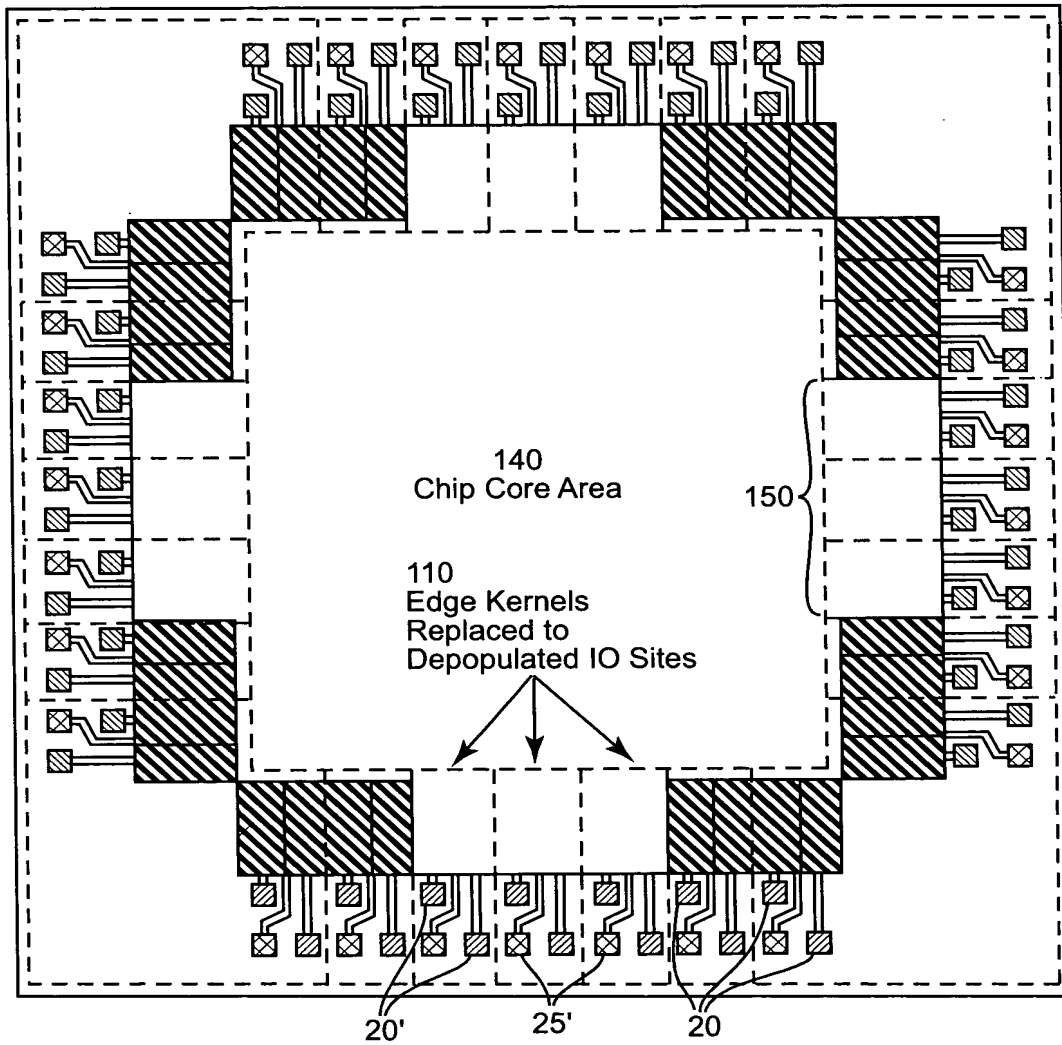 140
Chip Core Area
150
110
Edge Kernels
Replaced to
Depopulated IO Sites
20'
25'
20